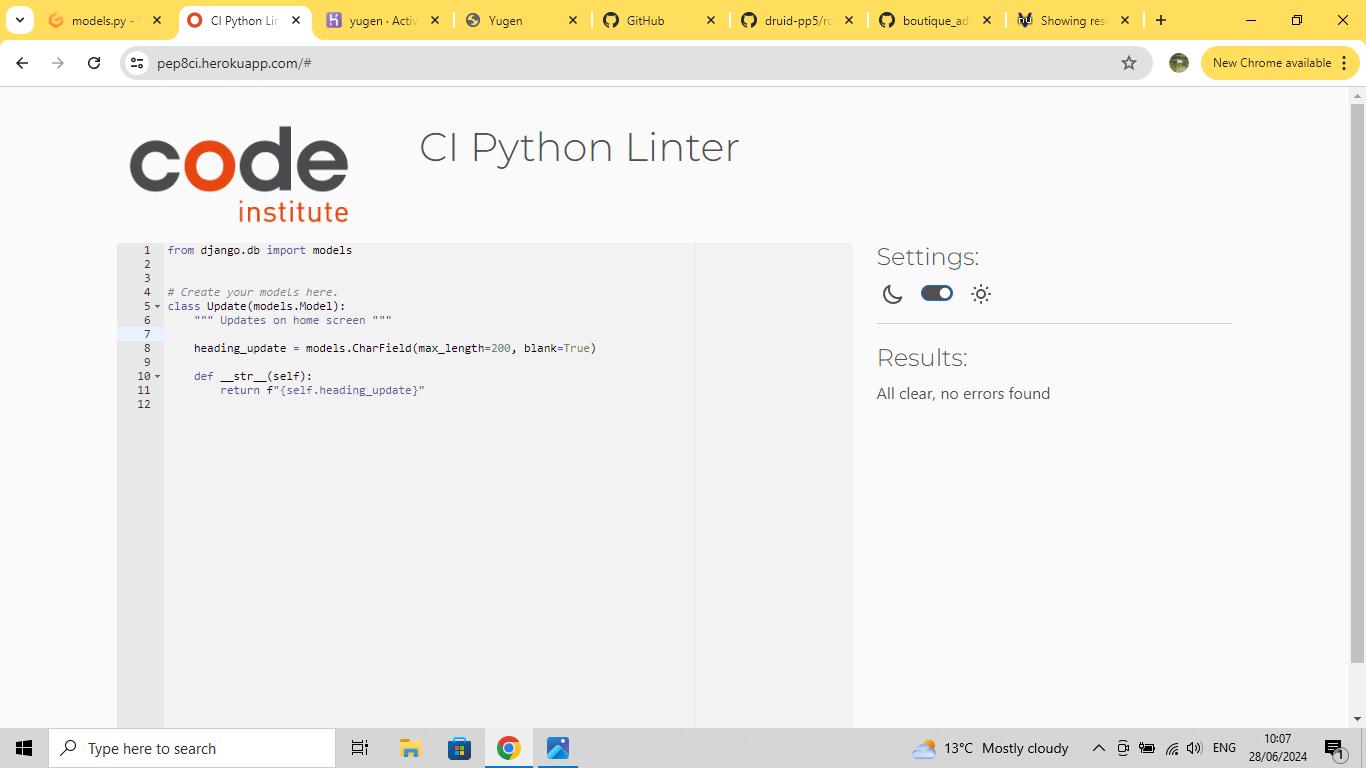 models.py -
CI Python Lin
yugen · Activ
Yugen
GitHub
druid-pp5/ro
boutique_ad
Showing res
pep8ci.herokuapp.com/#
New Chrome available
code
institute
CI Python Linter
1 from django.db import models
2
3
4 # Create your models here.
5 class Update(models.Model):
6 """ Updates on home screen """
7
8 heading_update = models.CharField(max_length=200, blank=True)
9
10 def __str__(self):
11 return f"{self.heading_update}"
12
Settings:
Results:
All clear, no errors found
Type here to search
13°C Mostly cloudy
ENG
10:07
28/06/2024
1